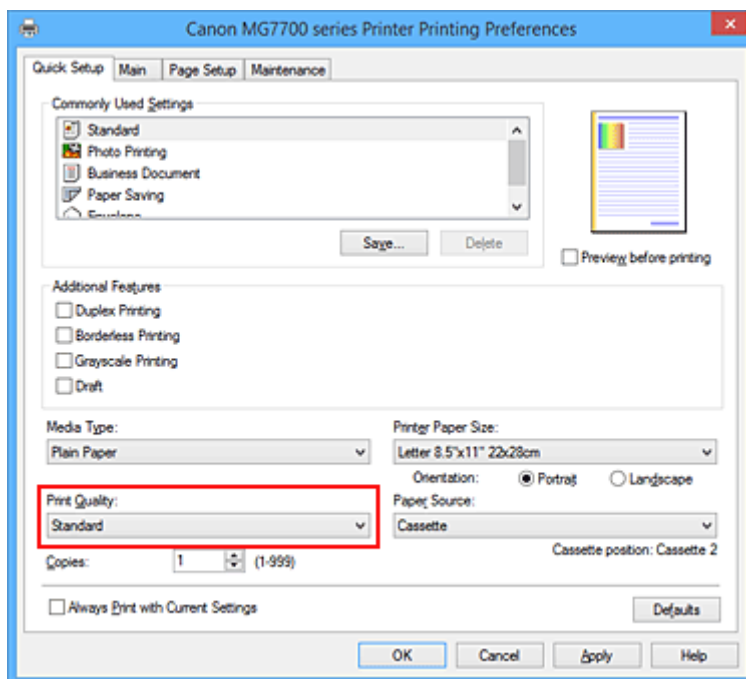 Canon MG7700 series Printer Printing Preferences
Quick Setup Main Page Setup Maintenance
Commonly Used Settings
Standard
Photo Printing
Business Document
Paper Saving
Envelope
Save... Delete
Preview before printing
Additional Features
Duplex Printing
Borderless Printing
Grayscale Printing
Draft
Media Type:
Plain Paper
Printer Paper Size:
Letter 8.5"x11" 22x28cm
Orientation: Portrait Landscape
Print Quality:
Standard
Paper Source:
Cassette
Cassette position: Cassette 2
Copies: 1 (1-999)
Always Print with Current Settings
Defaults
OK Cancel Apply Help